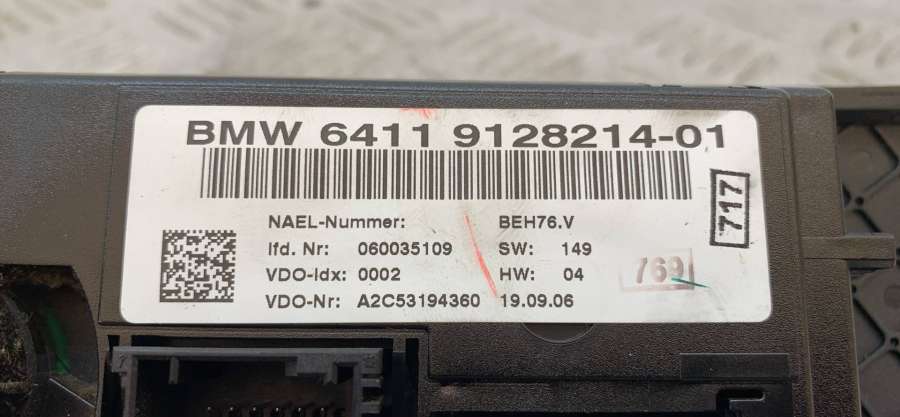 BMW 6411 9128214-01
717
NAEL-Nummer: BEH76.V
lfd. Nr: 060035109 SW: 149
VDO-Idx: 0002 HW: 04
769
VDO-Nr: A2C53194360 19.09.06